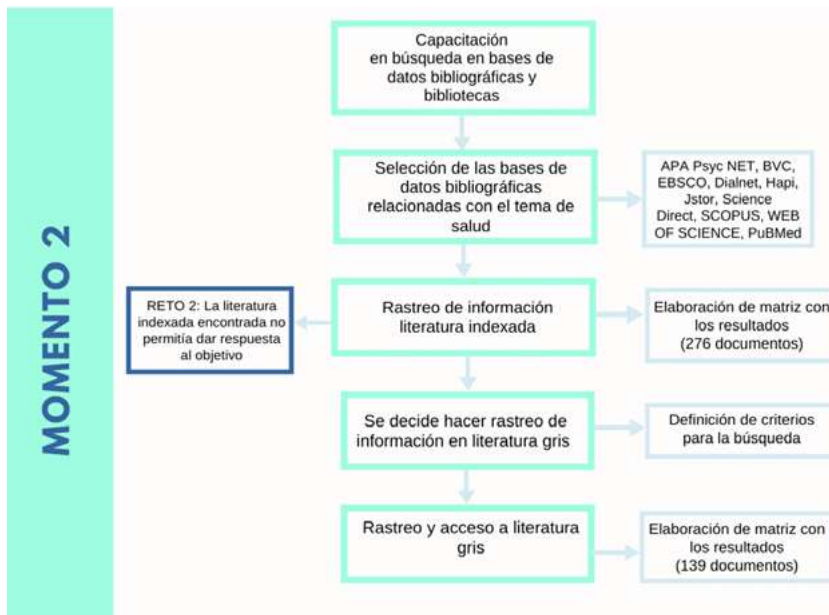 MOMENTO 2
Capacitación
en búsqueda en bases de
datos bibliográficas y
bibliotecas
Selección de las bases de
datos bibliográficas
relacionadas con el tema de
salud
APA Psyc NET, BVC,
EBSCO, Dialnet, Hapi,
Jstor, Science
Direct, SCOPUS, WEB
OF SCIENCE, PuBMed
RETO 2: La literatura
indexada encontrada no
permitía dar respuesta
al objetivo
Rastreo de información
literatura indexada
Elaboración de matriz con
los resultados
(276 documentos)
Se decide hacer rastreo de
información en literatura gris
Definición de criterios
para la búsqueda
Rastreo y acceso a literatura
gris
Elaboración de matriz con
los resultados
(139 documentos)